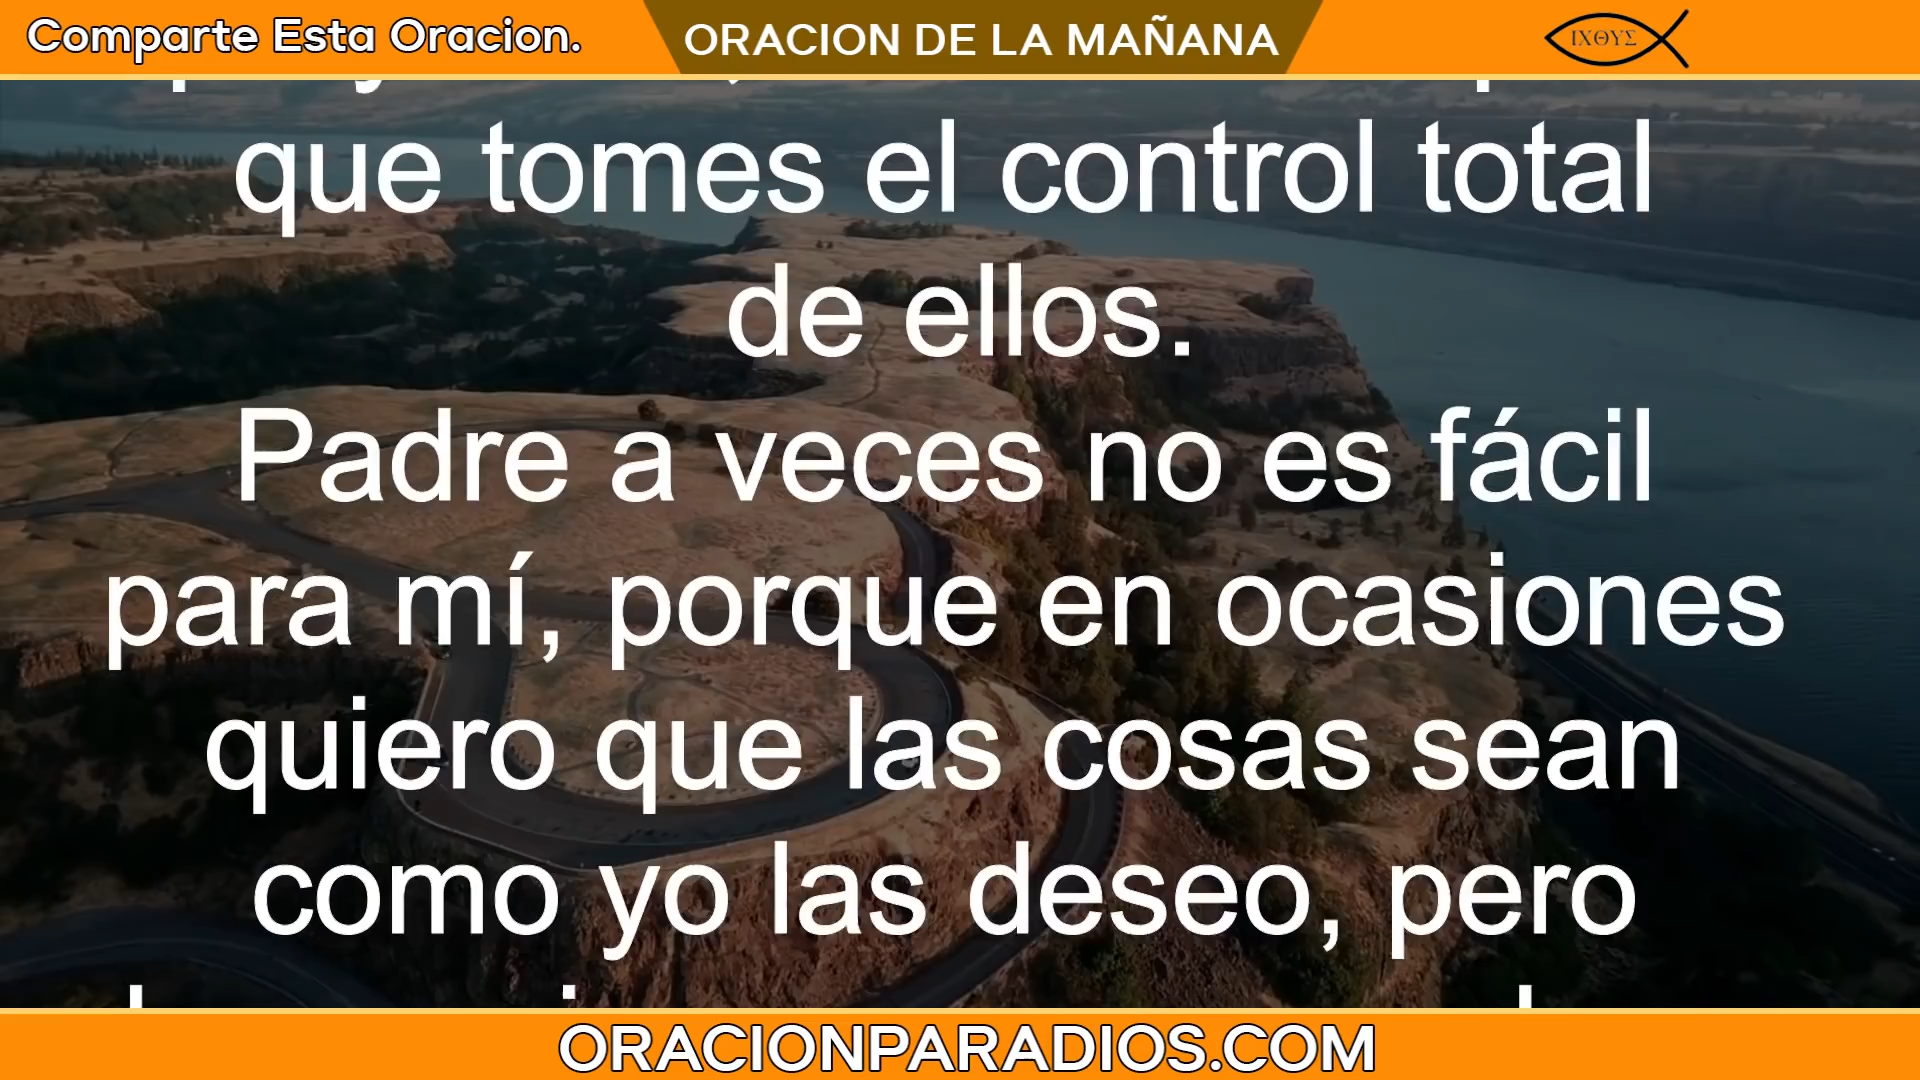 Comparte Esta Oracion.
ORACION DE LA MAÑANA
ΙΧΘΥΣ
que tomes el control total
de ellos.
Padre a veces no es fácil
para mí, porque en ocasiones
quiero que las cosas sean
como yo las deseo, pero
ORACIONPARADIOS.COM